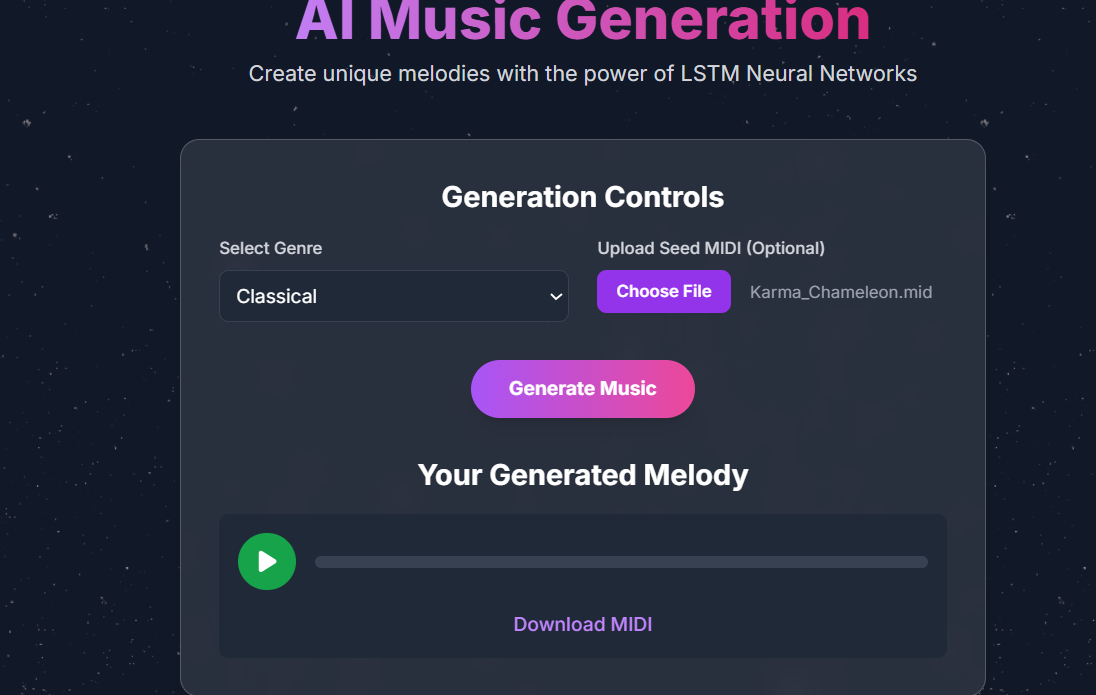 AI Music Generation
Create unique melodies with the power of LSTM Neural Networks
Generation Controls
Select Genre
Classical
Upload Seed MIDI (Optional)
Choose File Karma_Chameleon.mid
Generate Music
Your Generated Melody
Download MIDI